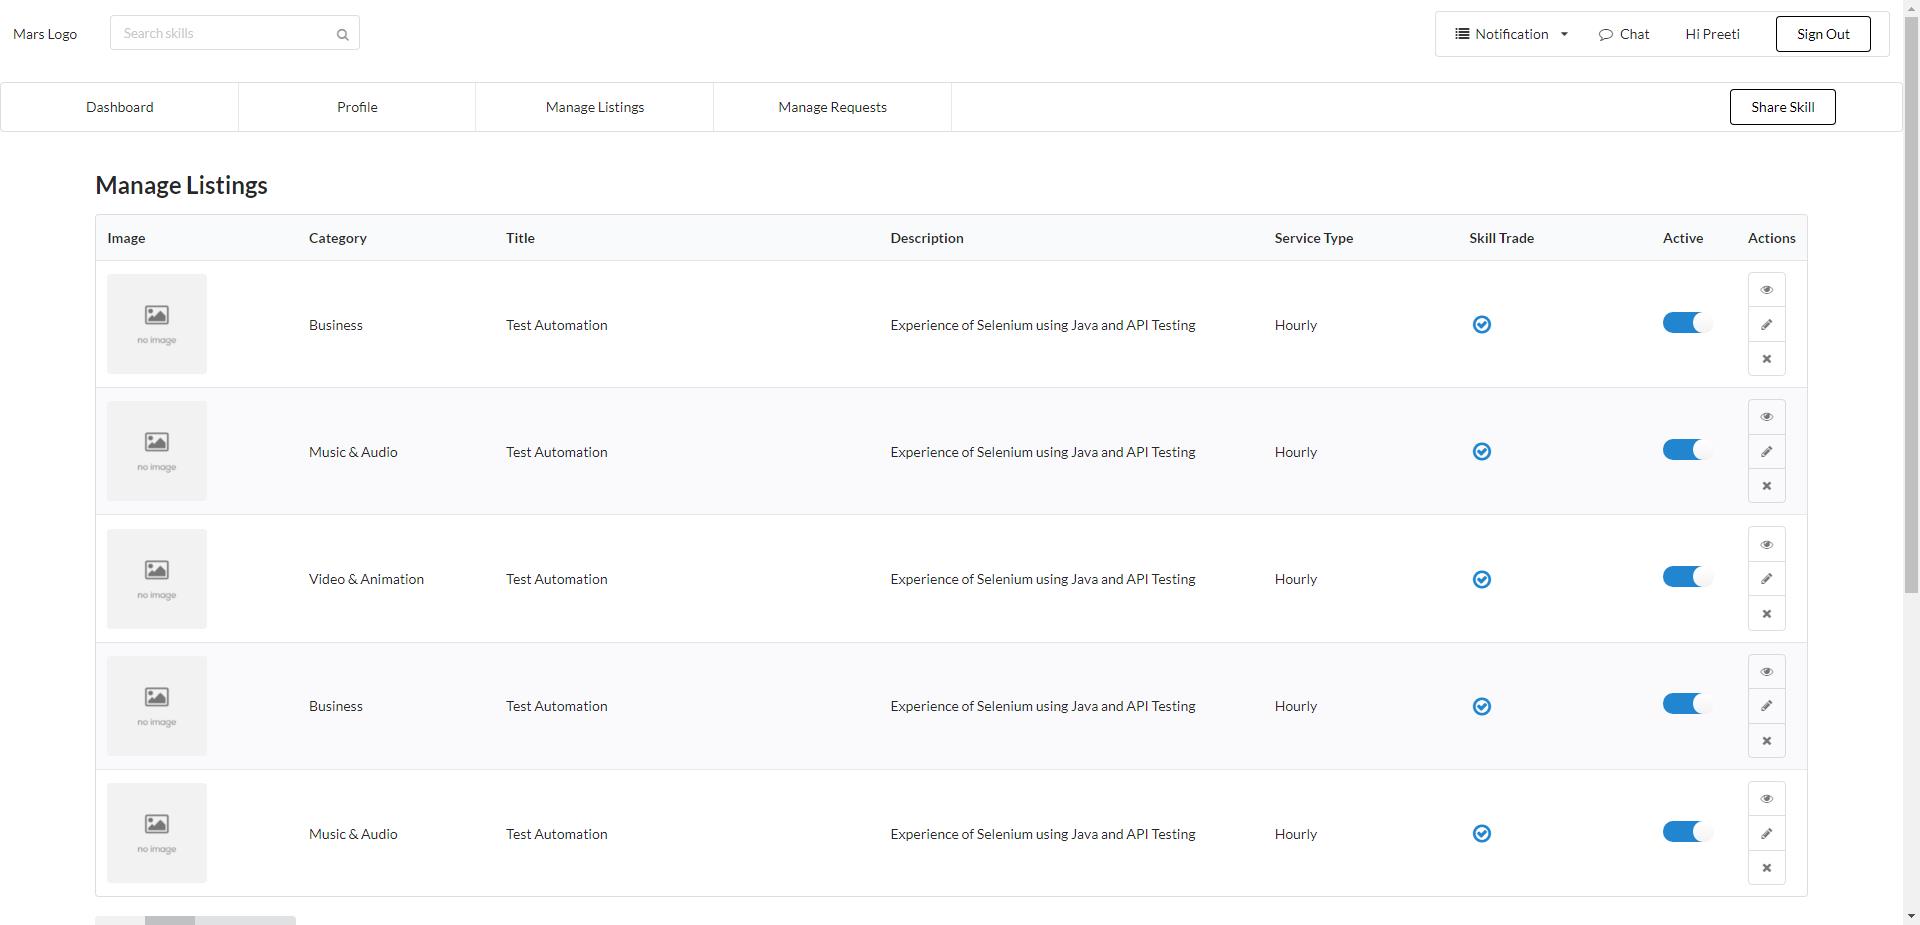 Mars Logo
Search skills
Notification
Chat
Hi Preeti
Sign Out
Dashboard
Profile
Manage Listings
Manage Requests
Share Skill
Manage Listings
Image Category Title Description Service Type Skill Trade Active Actions
no image
Business Test Automation Experience of Selenium using Java and API Testing Hourly
no image
Music & Audio Test Automation Experience of Selenium using Java and API Testing Hourly
no image
Video & Animation Test Automation Experience of Selenium using Java and API Testing Hourly
no image
Business Test Automation Experience of Selenium using Java and API Testing Hourly
no image
Music & Audio Test Automation Experience of Selenium using Java and API Testing Hourly